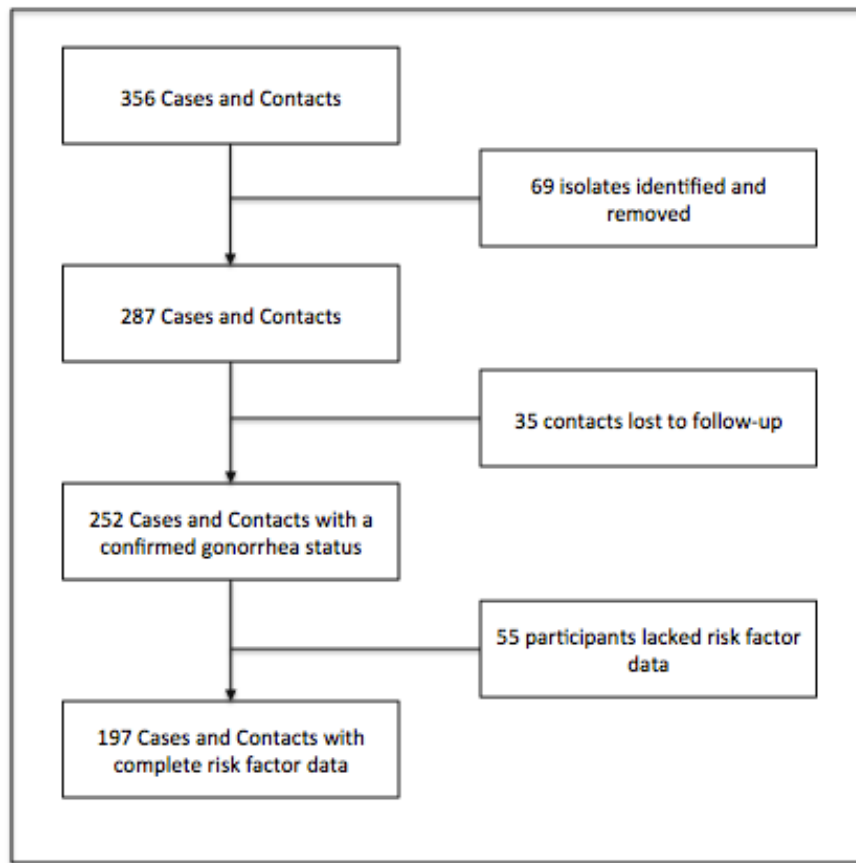 356 Cases and Contacts
69 isolates identified and
removed
287 Cases and Contacts
35 contacts lost to follow-up
252 Cases and Contacts with a
confirmed gonorrhea status
55 participants lacked risk factor
data
197 Cases and Contacts with
complete risk factor data